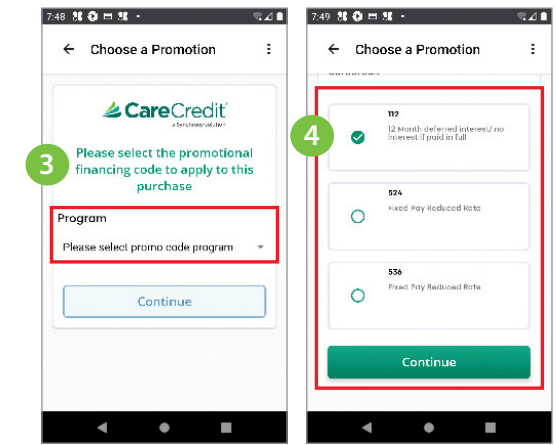 7:48
Choose a Promotion
3
CareCredit
a Synchrony solution
Please select the promotional
financing code to apply to this
purchase
Program
Please select promo code program
Continue
7:49
Choose a Promotion
4
112
12 Month deferred interest/ no
interest if paid in full
524
Fixed Pay Reduced Rate
536
Fixed Pay Reduced Rate
Continue